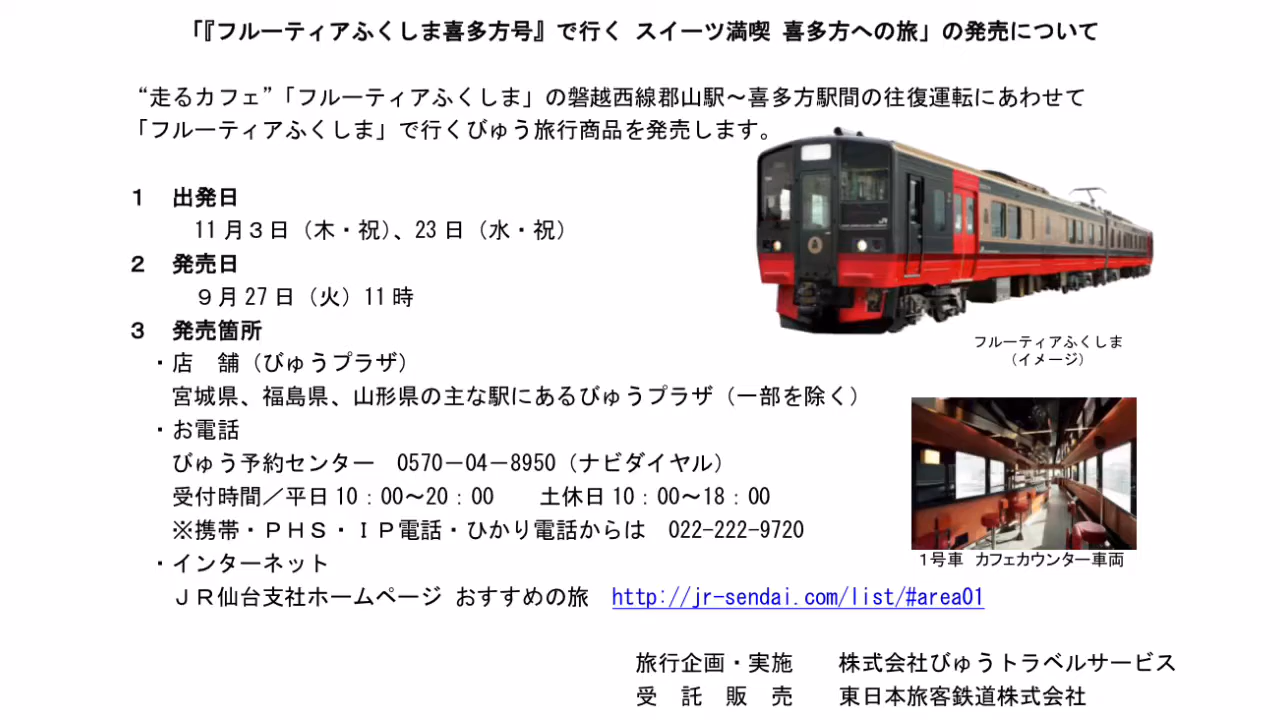 「『フルーティアふくしま喜多方号』で行く スイーツ満喫 喜多方への旅」の発売について
“走るカフェ”「フルーティアふくしま」の磐越西線郡山駅～喜多方駅間の往復運転にあわせて
「フルーティアふくしま」で行くびゅう旅行商品を発売します。
１　出発日
11月３日（木・祝）、23日（水・祝）
２　発売日
９月27日（火）11時
３　発売箇所
・店　舗（びゅうプラザ）
宮城県、福島県、山形県の主な駅にあるびゅうプラザ（一部を除く）
・お電話
びゅう予約センター　0570－04－8950（ナビダイヤル）
受付時間／平日10：00～20：00　　土休日10：00～18：00
※携帯・ＰＨＳ・ＩＰ電話・ひかり電話からは　022-222-9720
・インターネット
ＪＲ仙台支社ホームページ おすすめの旅　http://jr-sendai.com/list/#area01
フルーティアふくしま
（イメージ）
１号車　カフェカウンター車両
旅行企画・実施　　株式会社びゅうトラベルサービス
受　託　販　売　　東日本旅客鉄道株式会社